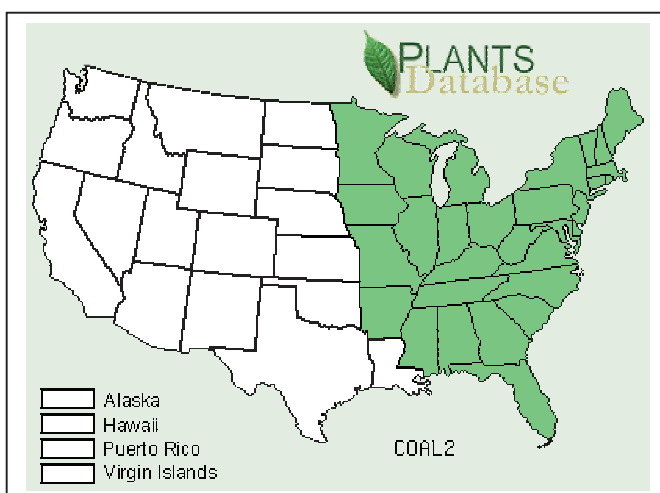 PLANTS
Database
Alaska
Hawaii
Puerto Rico
Virgin Islands
COAL2